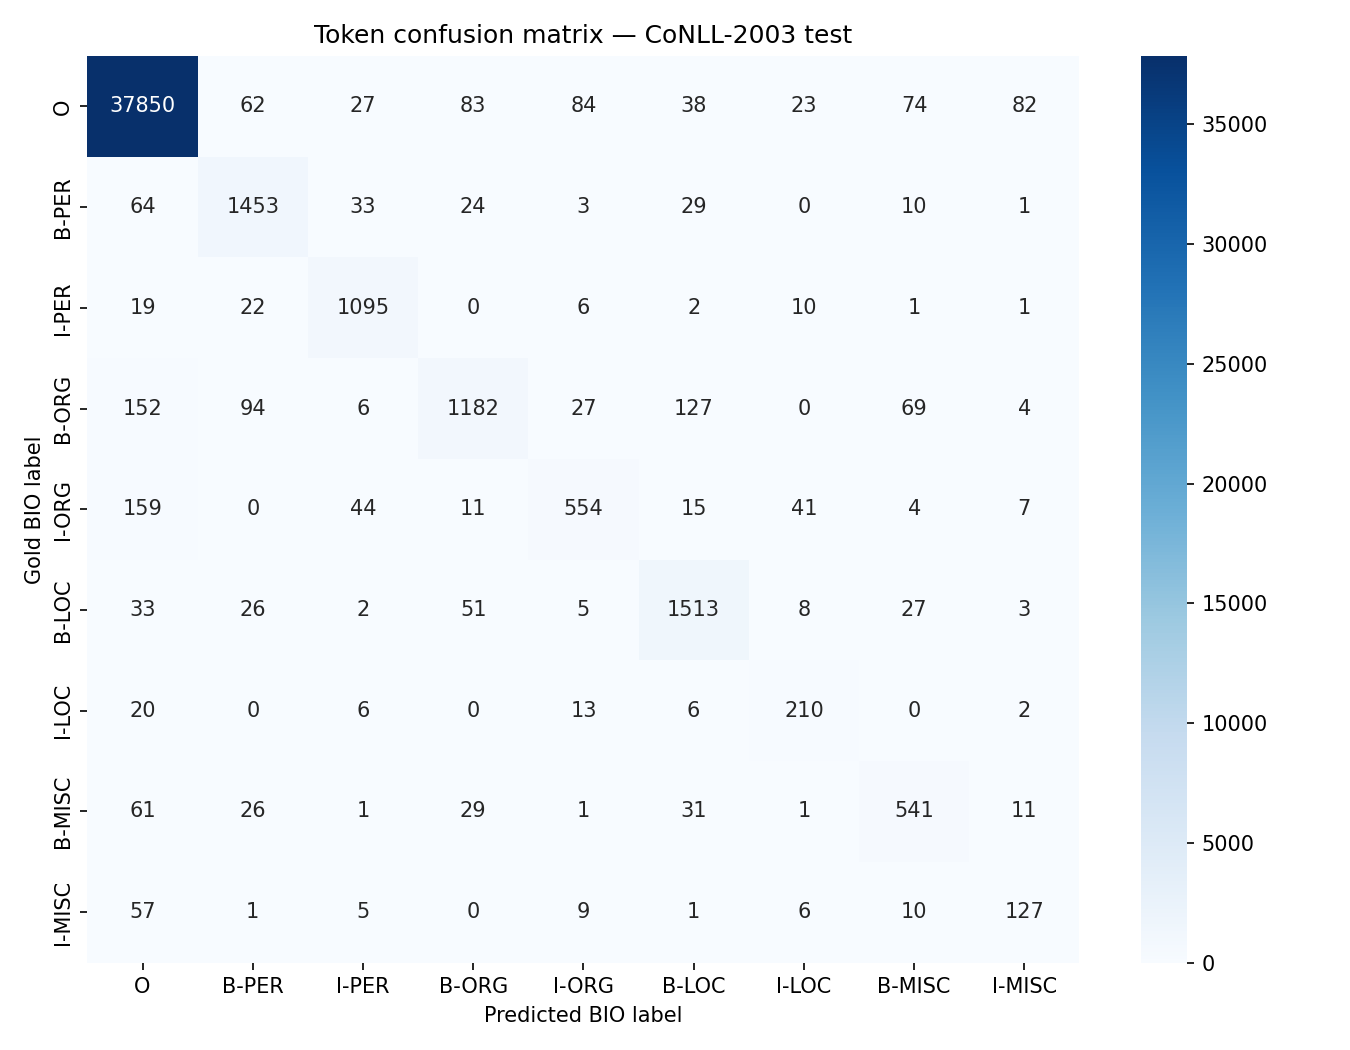 Token confusion matrix — CoNLL-2003 test
Gold BIO label
O 37850 62 27 83 84 38 23 74 82
B-PER 64 1453 33 24 3 29 0 10 1
I-PER 19 22 1095 0 6 2 10 1 1
B-ORG 152 94 6 1182 27 127 0 69 4
I-ORG 159 0 44 11 554 15 41 4 7
B-LOC 33 26 2 51 5 1513 8 27 3
I-LOC 20 0 6 0 13 6 210 0 2
B-MISC 61 26 1 29 1 31 1 541 11
I-MISC 57 1 5 0 9 1 6 10 127
O B-PER I-PER B-ORG I-ORG B-LOC I-LOC B-MISC I-MISC
Predicted BIO label
35000
30000
25000
20000
15000
10000
5000
0